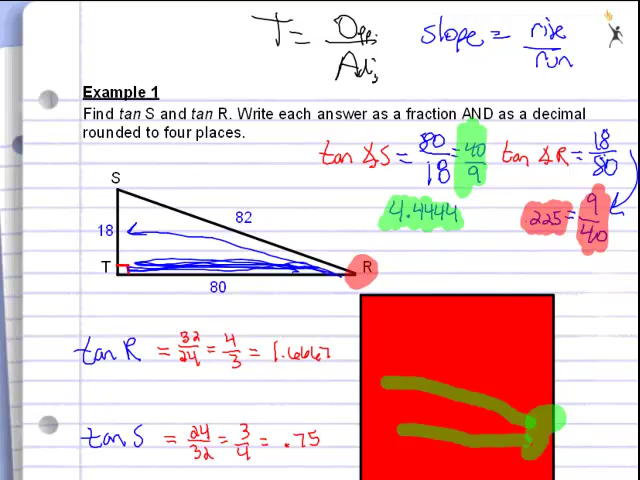 T = Opp. / Adj.
slope = rise / run
Example 1
Find tan S and tan R. Write each answer as a fraction AND as a decimal
rounded to four places.
tan ∡S = 80/18 = 40/9
4.4444
tan ∡R = 18/80
225 = 9/40
S
82
18
T
R
80
tan R = 32/24 = 4/3 = 1.6667
tan S = 24/32 = 3/4 = .75